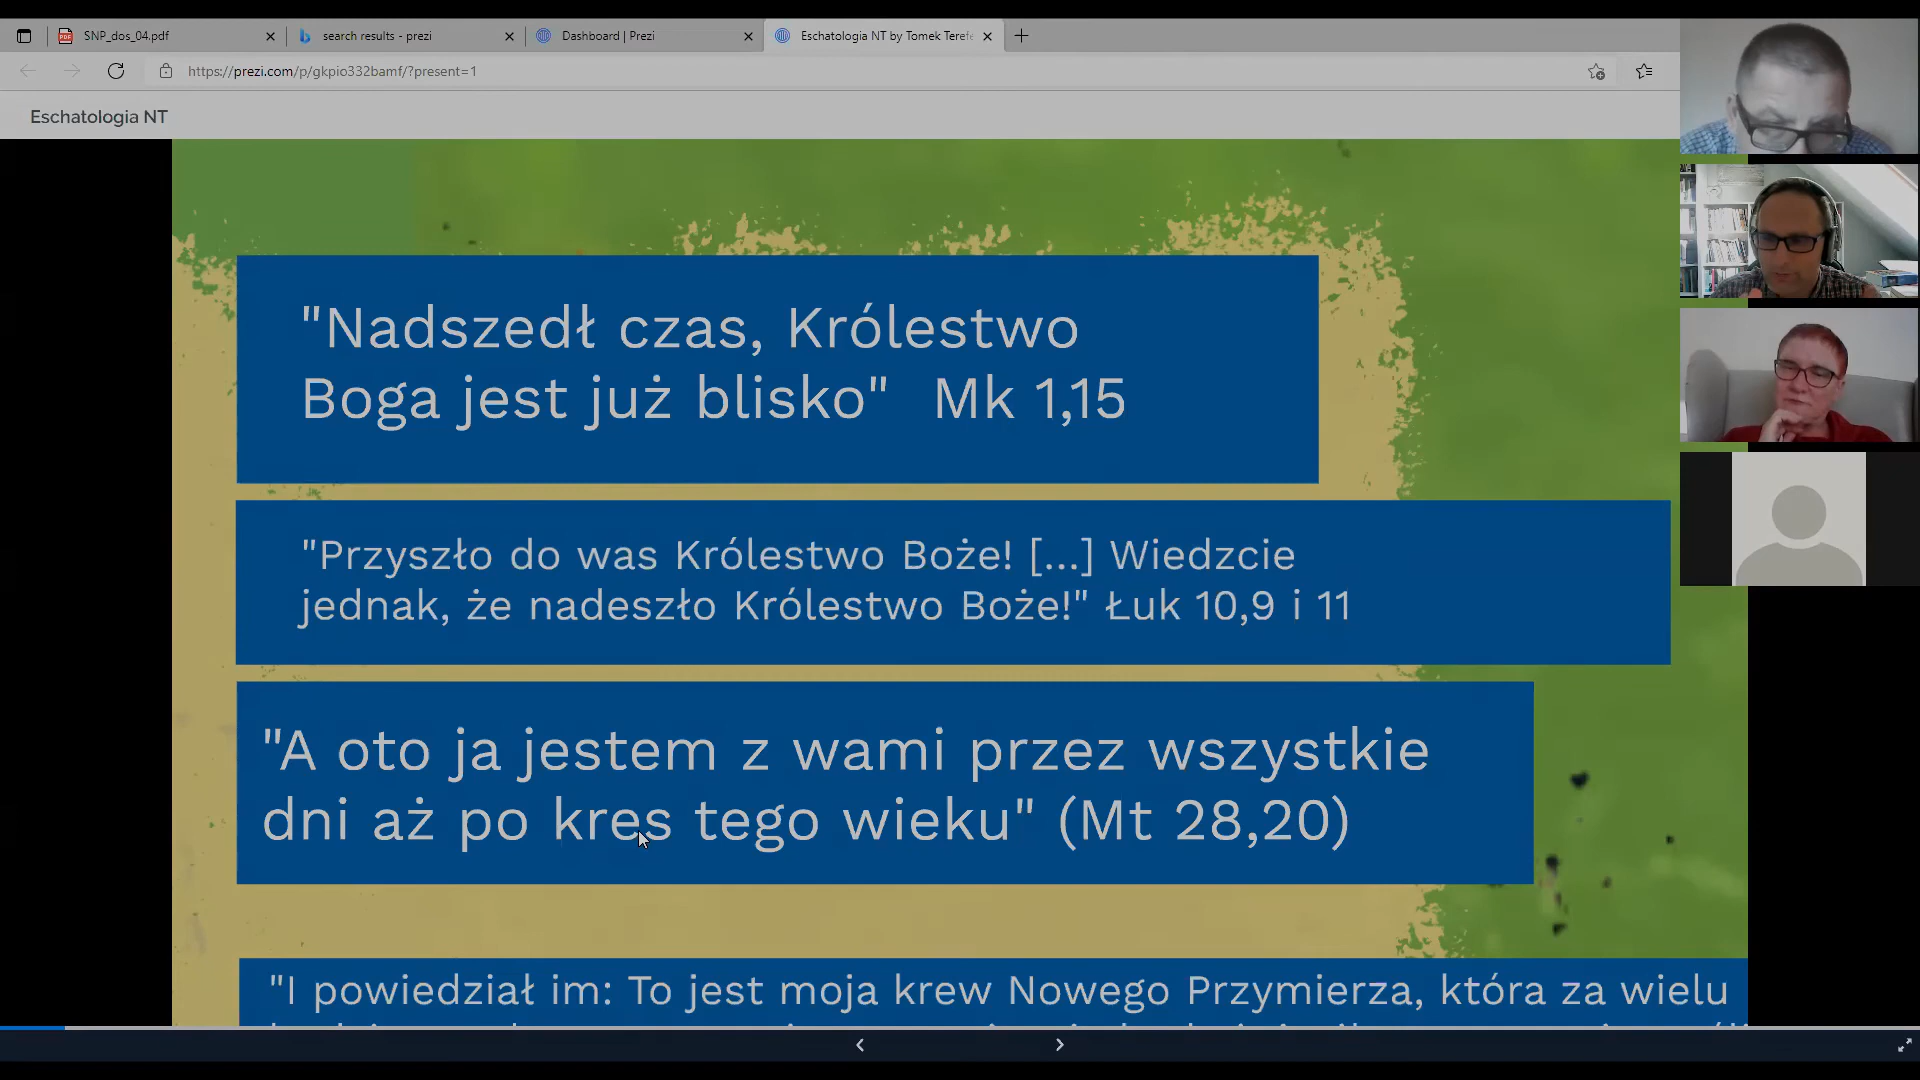 SNP_dos_04.pdf
search results - prezi
Dashboard | Prezi
Eschatologia NT by Tomek Terefe
https://prezi.com/p/gkpio332bamf/?present=1
Eschatologia NT
"Nadszedł czas, Królestwo
Boga jest już blisko" Mk 1,15
"Przyszło do was Królestwo Boże! [...] Wiedzcie
jednak, że nadeszło Królestwo Boże!" Łuk 10,9 i 11
"A oto ja jestem z wami przez wszystkie
dni aż po kres tego wieku" (Mt 28,20)
"I powiedział im: To jest moja krew Nowego Przymierza, która za wielu